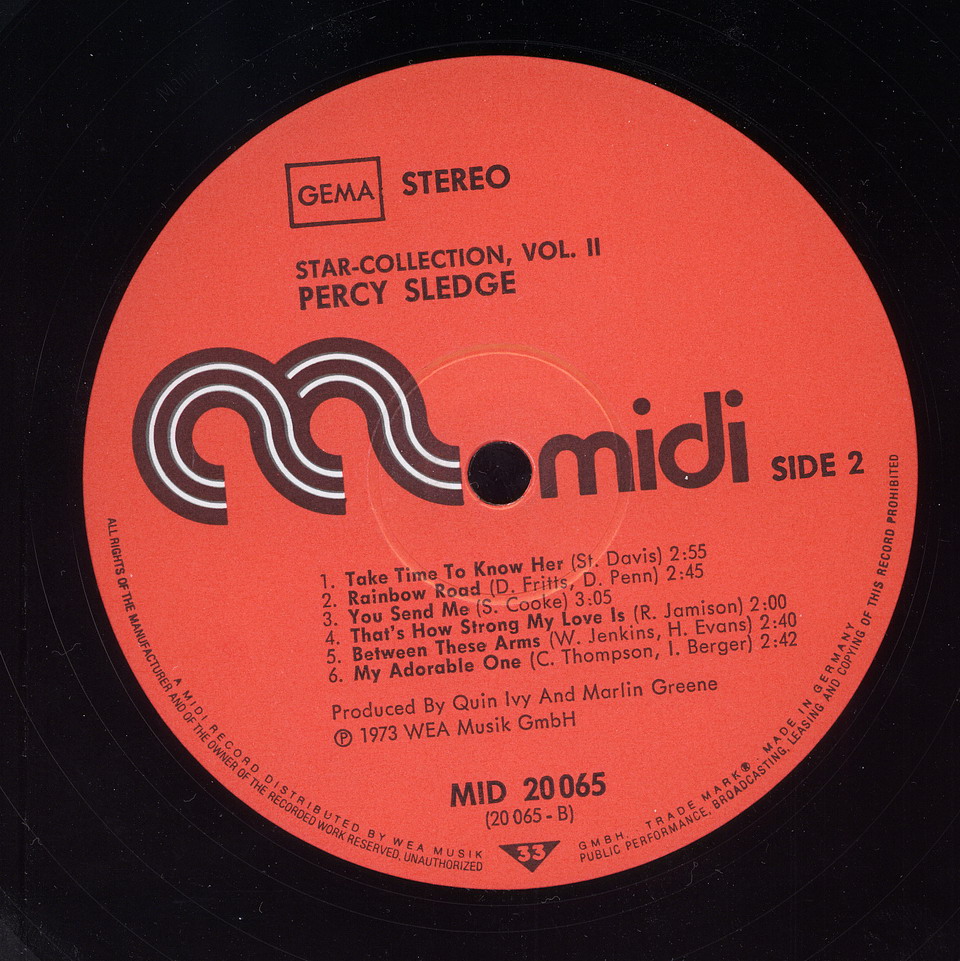 GEMA STEREO
STAR-COLLECTION, VOL. II
PERCY SLEDGE
midi SIDE 2
1. Take Time To Know Her (St. Davis) 2:55
2. Rainbow Road (D. Fritts, D. Penn) 2:45
3. You Send Me (S. Cooke) 3:05
4. That's How Strong My Love Is (R. Jamison) 2:00
5. Between These Arms (W. Jenkins, H. Evans) 2:40
6. My Adorable One (C. Thompson, I. Berger) 2:42
Produced By Quin Ivy And Marlin Greene
℗ 1973 WEA Musik GmbH
MID 20 065
(20 065 - B)
33
A MIDI RECORD DISTRIBUTED BY WEA MUSIK GMBH. TRADE MARK® MADE IN GERMANY
ALL RIGHTS OF THE MANUFACTURER AND OF THE OWNER OF THE RECORDED WORK RESERVED. UNAUTHORIZED PUBLIC PERFORMANCE, BROADCASTING, LEASING AND COPYING OF THIS RECORD PROHIBITED